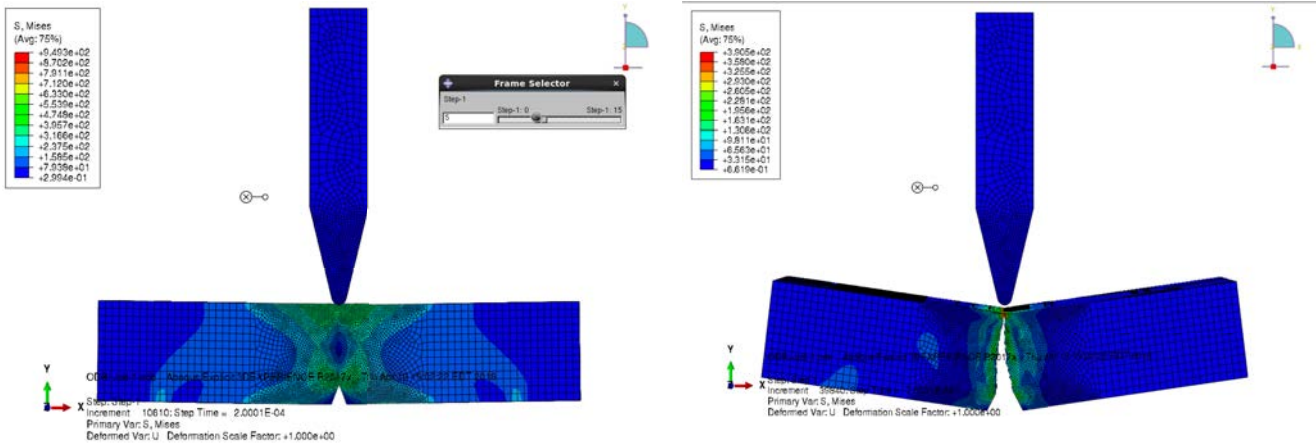 S, Mises
(Avg: 75%)
+9.493e+02
+8.702e+02
+7.911e+02
+7.120e+02
+6.330e+02
+5.539e+02
+4.748e+02
+3.957e+02
+3.166e+02
+2.375e+02
+1.585e+02
+7.938e+01
+2.994e-01
Frame Selector
Step-1
Step-1: 0
Step-1: 15
5
Y
X
Increment 10610: Step Time = 2.0001E-04
Primary Var: S, Mises
Deformed Var: U Deformation Scale Factor: +1.000e+00
Y
S, Mises
(Avg: 75%)
+3.905e+02
+3.580e+02
+3.255e+02
+2.930e+02
+2.606e+02
+2.281e+02
+1.956e+02
+1.631e+02
+1.306e+02
+9.811e+01
+6.563e+01
+3.315e+01
+6.619e-01
Y
X
Primary Var: S, Mises
Deformed Var: U Deformation Scale Factor: +1.000e+00
Y